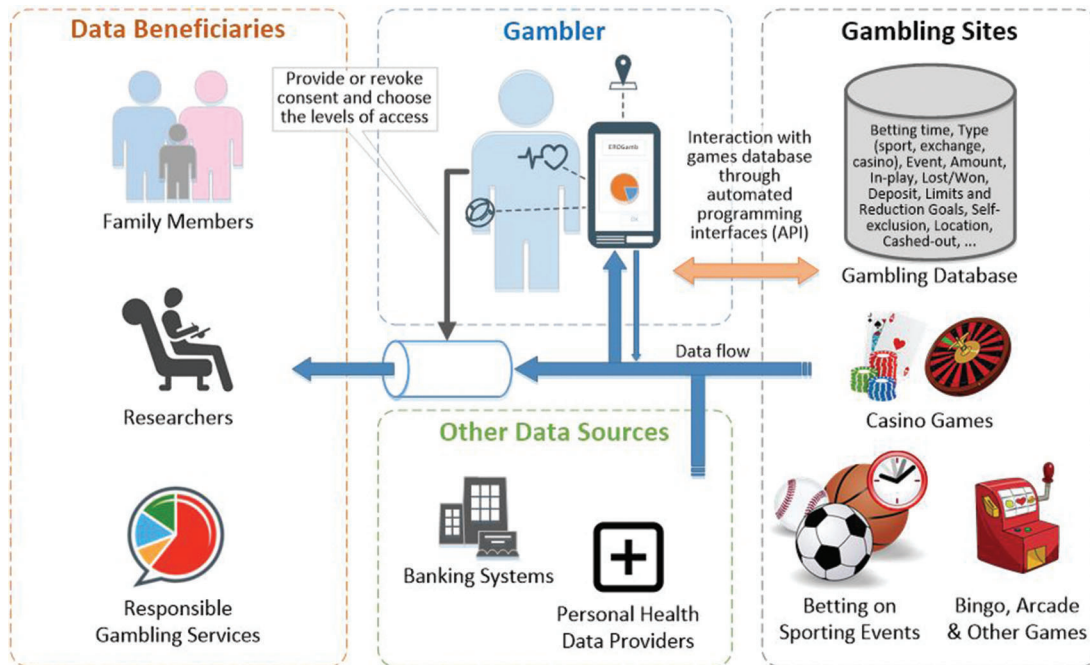 Data Beneficiaries
Family Members
Researchers
Responsible
Gambling Services
Provide or revoke
consent and choose
the levels of access
Gambler
EROGamb
Interaction with
games database
through
automated
programming
interfaces (API)
Data flow
Other Data Sources
Banking Systems
Personal Health
Data Providers
Gambling Sites
Betting time, Type
(sport, exchange,
casino), Event, Amount,
In-play, Lost/Won,
Deposit, Limits and
Reduction Goals, Self-
exclusion, Location,
Cashed-out, ...
Gambling Database
Casino Games
Betting on
Sporting Events
Bingo, Arcade
& Other Games